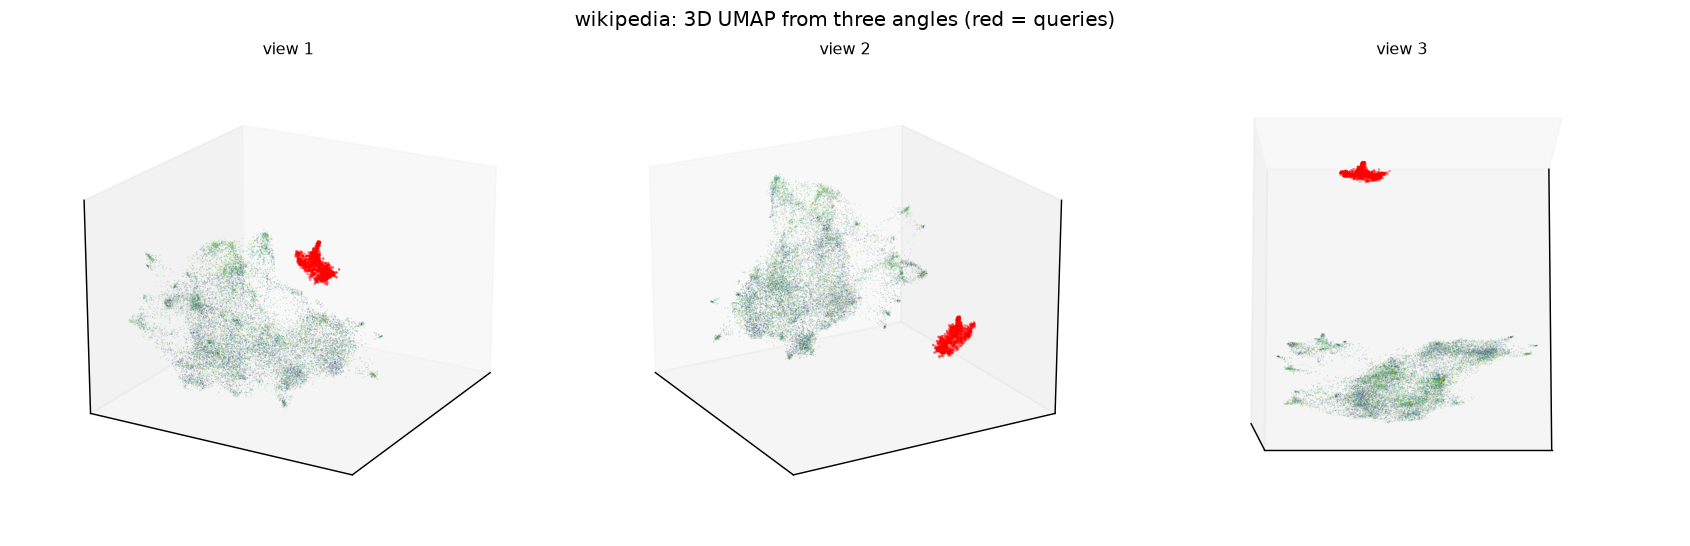 wikipedia: 3D UMAP from three angles (red = queries)
view 1
view 2
view 3